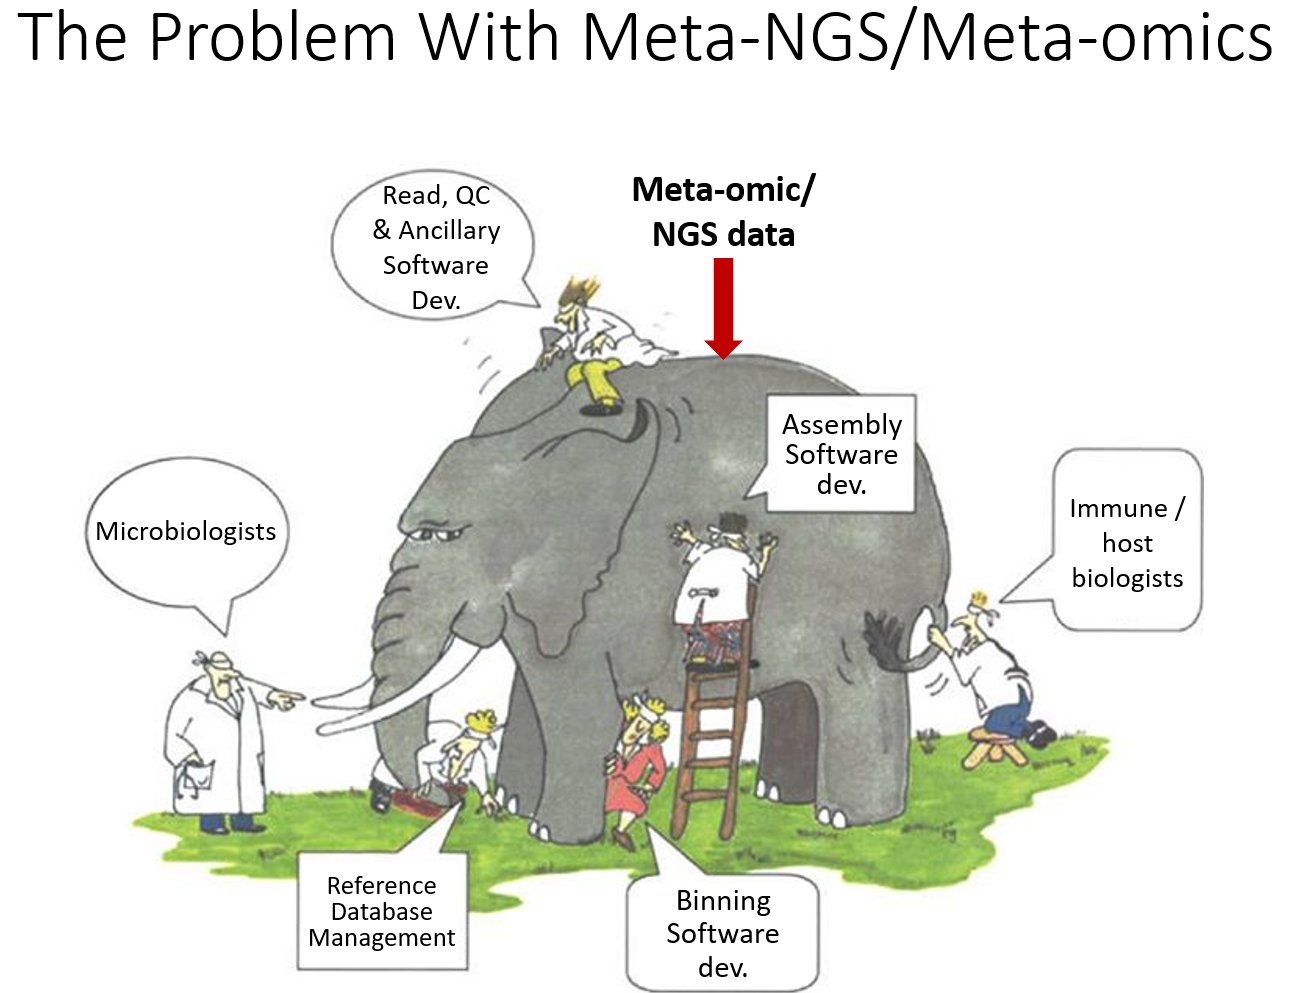 The Problem With Meta-NGS/Meta-omics
Read, QC
& Ancillary
Software
Dev.
Meta-omic/
NGS data
Assembly
Software
dev.
Microbiologists
Immune /
host
biologists
Reference
Database
Management
Binning
Software
dev.